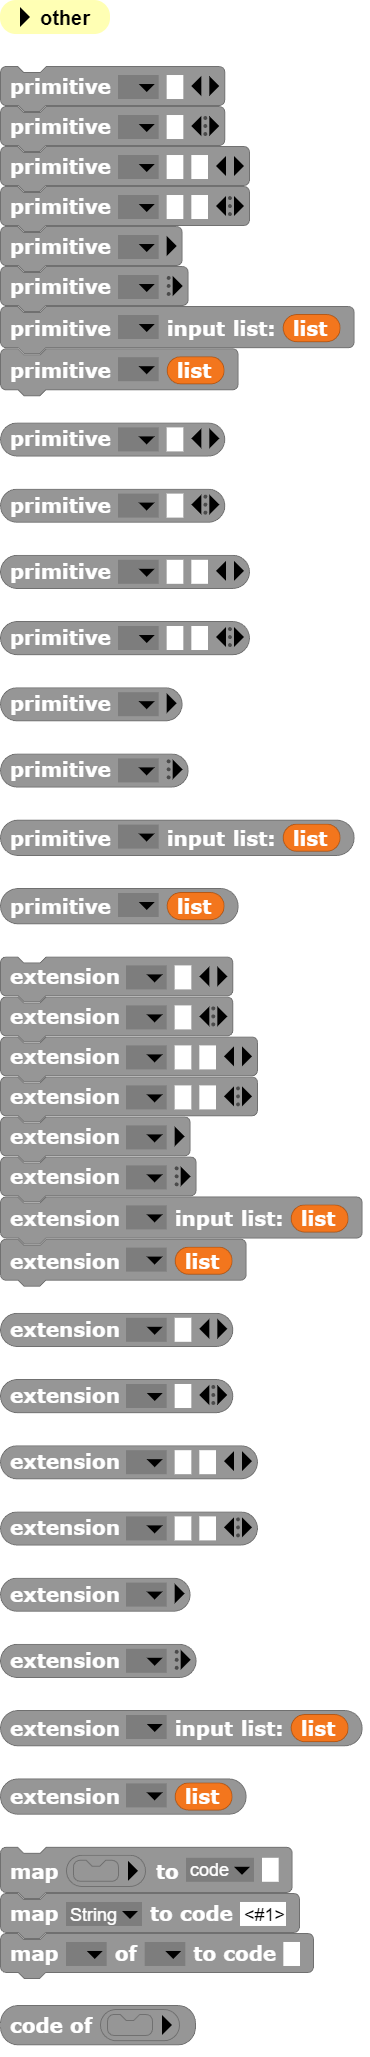 other
primitive
primitive
primitive
primitive
primitive
primitive
primitive input list: list
primitive list
primitive
primitive
primitive
primitive
primitive
primitive
primitive input list: list
primitive list
extension
extension
extension
extension
extension
extension
extension input list: list
extension list
extension
extension
extension
extension
extension
extension
extension input list: list
extension list
map to code
map String to code <#1>
map of to code
code of